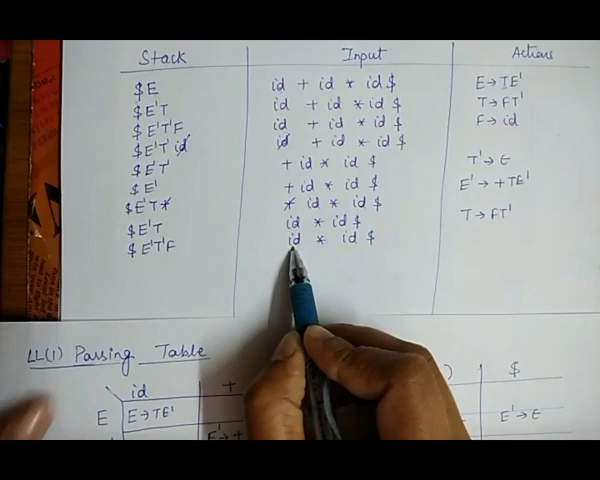 Stack Input Actions
$E id + id * id $ E→TE'
$E'T id + id * id $ T→FT'
$E'T'F id + id * id $ F→id
$E'T'id id + id * id $
$E'T' + id * id $ T'→ε
$E' + id * id $ E'→+TE'
$E'T* * id * id $
$E'T id * id $ T→FT'
$E'T'F id * id $
LL(1) Passing Table
id + ) $
E E→TE' E'→ε
E'→+